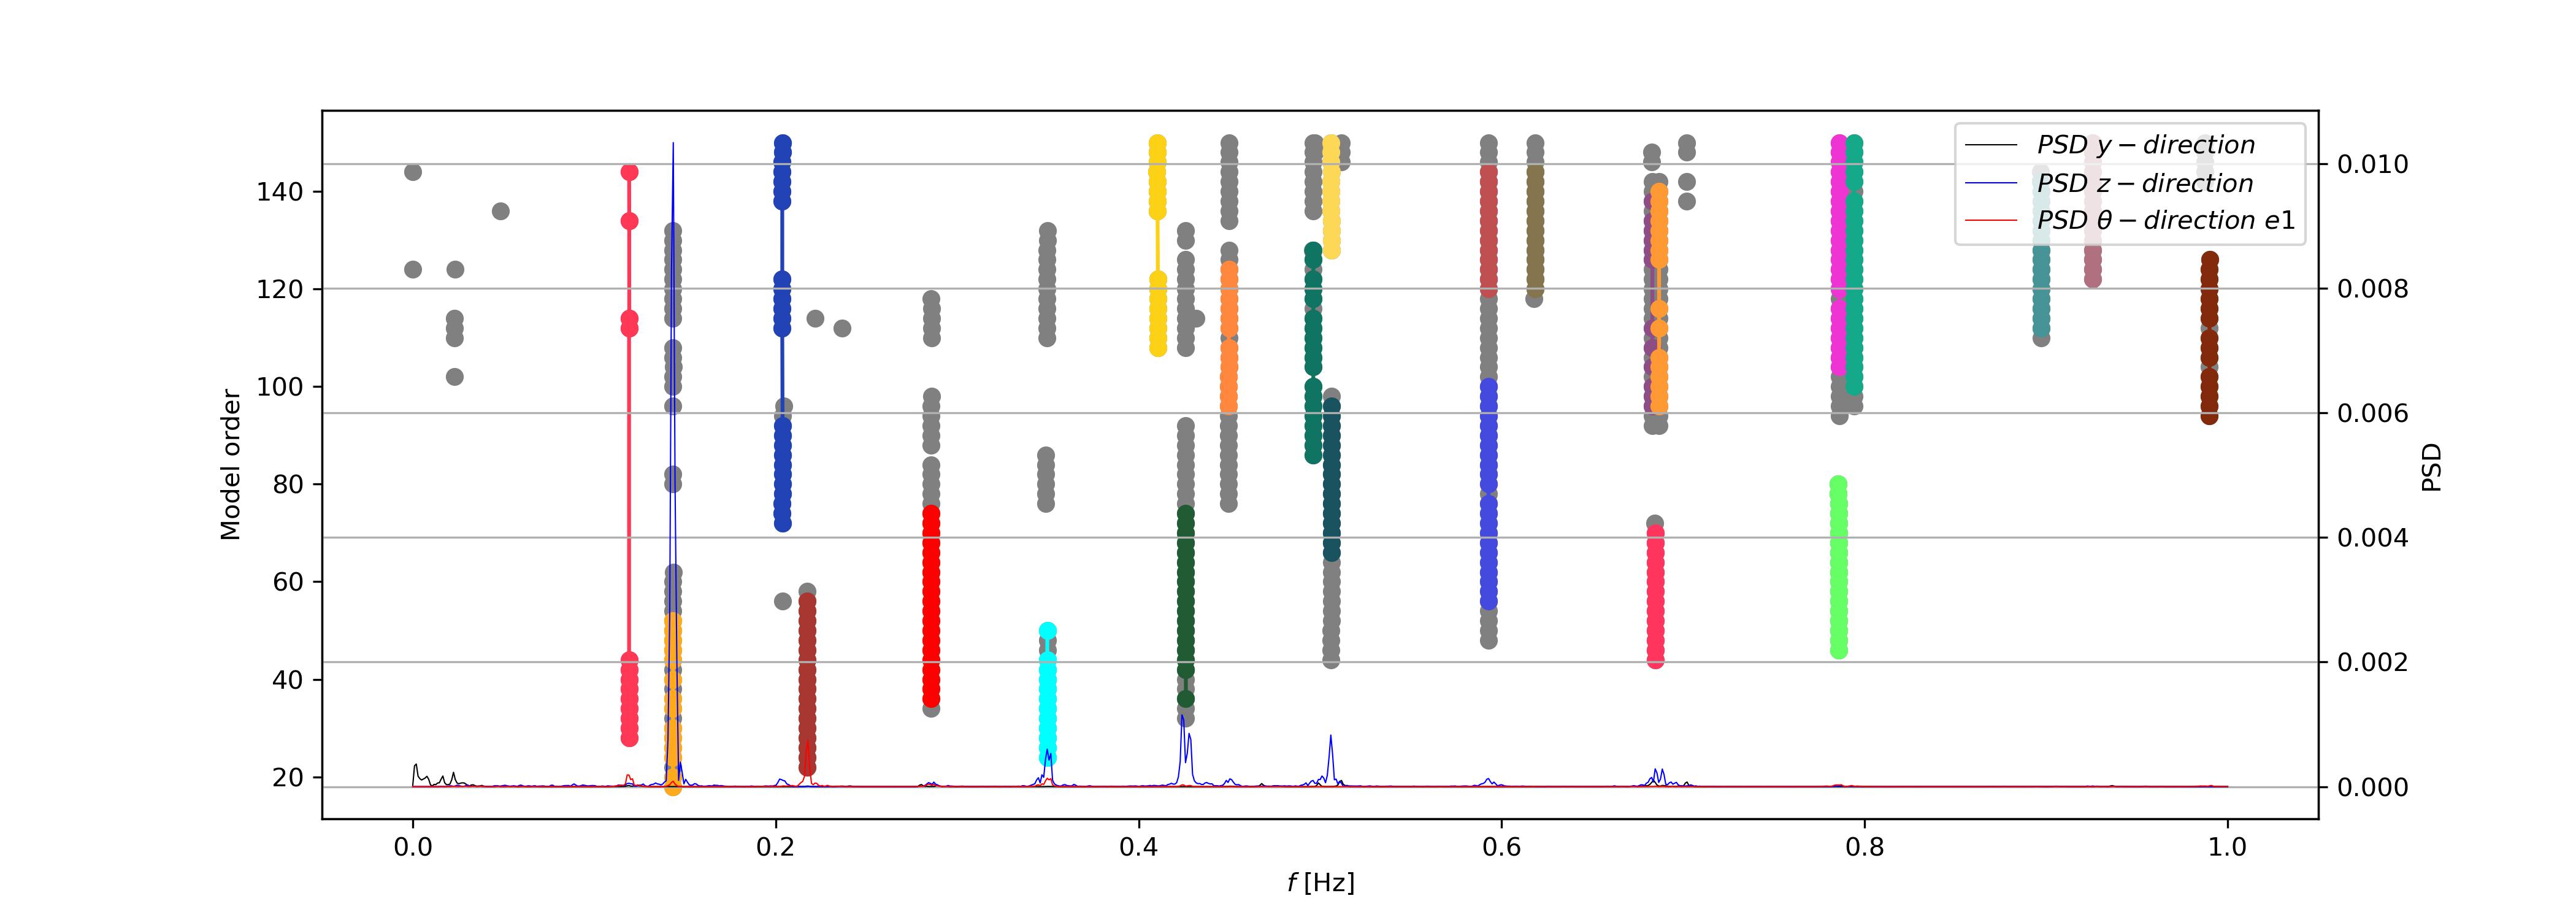 PSD y − direction
PSD z − direction
PSD θ − direction e1
140
120
100
80
60
40
20
Model order
0.010
0.008
0.006
0.004
0.002
0.000
PSD
0.0 0.2 0.4 0.6 0.8 1.0
f [Hz]